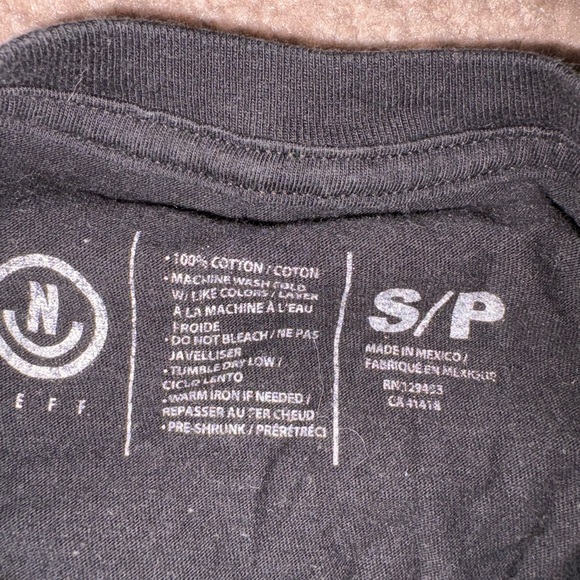 N
E F F
• 100% COTTON / COTON
• MACHINE WASH COLD
W/ LIKE COLORS / LAVER
À LA MACHINE À L'EAU
FROIDE
• DO NOT BLEACH / NE PAS
JAVELLISER
• TUMBLE DRY LOW /
CICLO LENTO
• WARM IRON IF NEEDED /
REPASSER AU FER CHEUD
• PRE-SHRUNK / PRÉRÉTRÉCI
S/P
MADE IN MEXICO /
FABRIQUÉ EN MEXIQUE
CA 41418